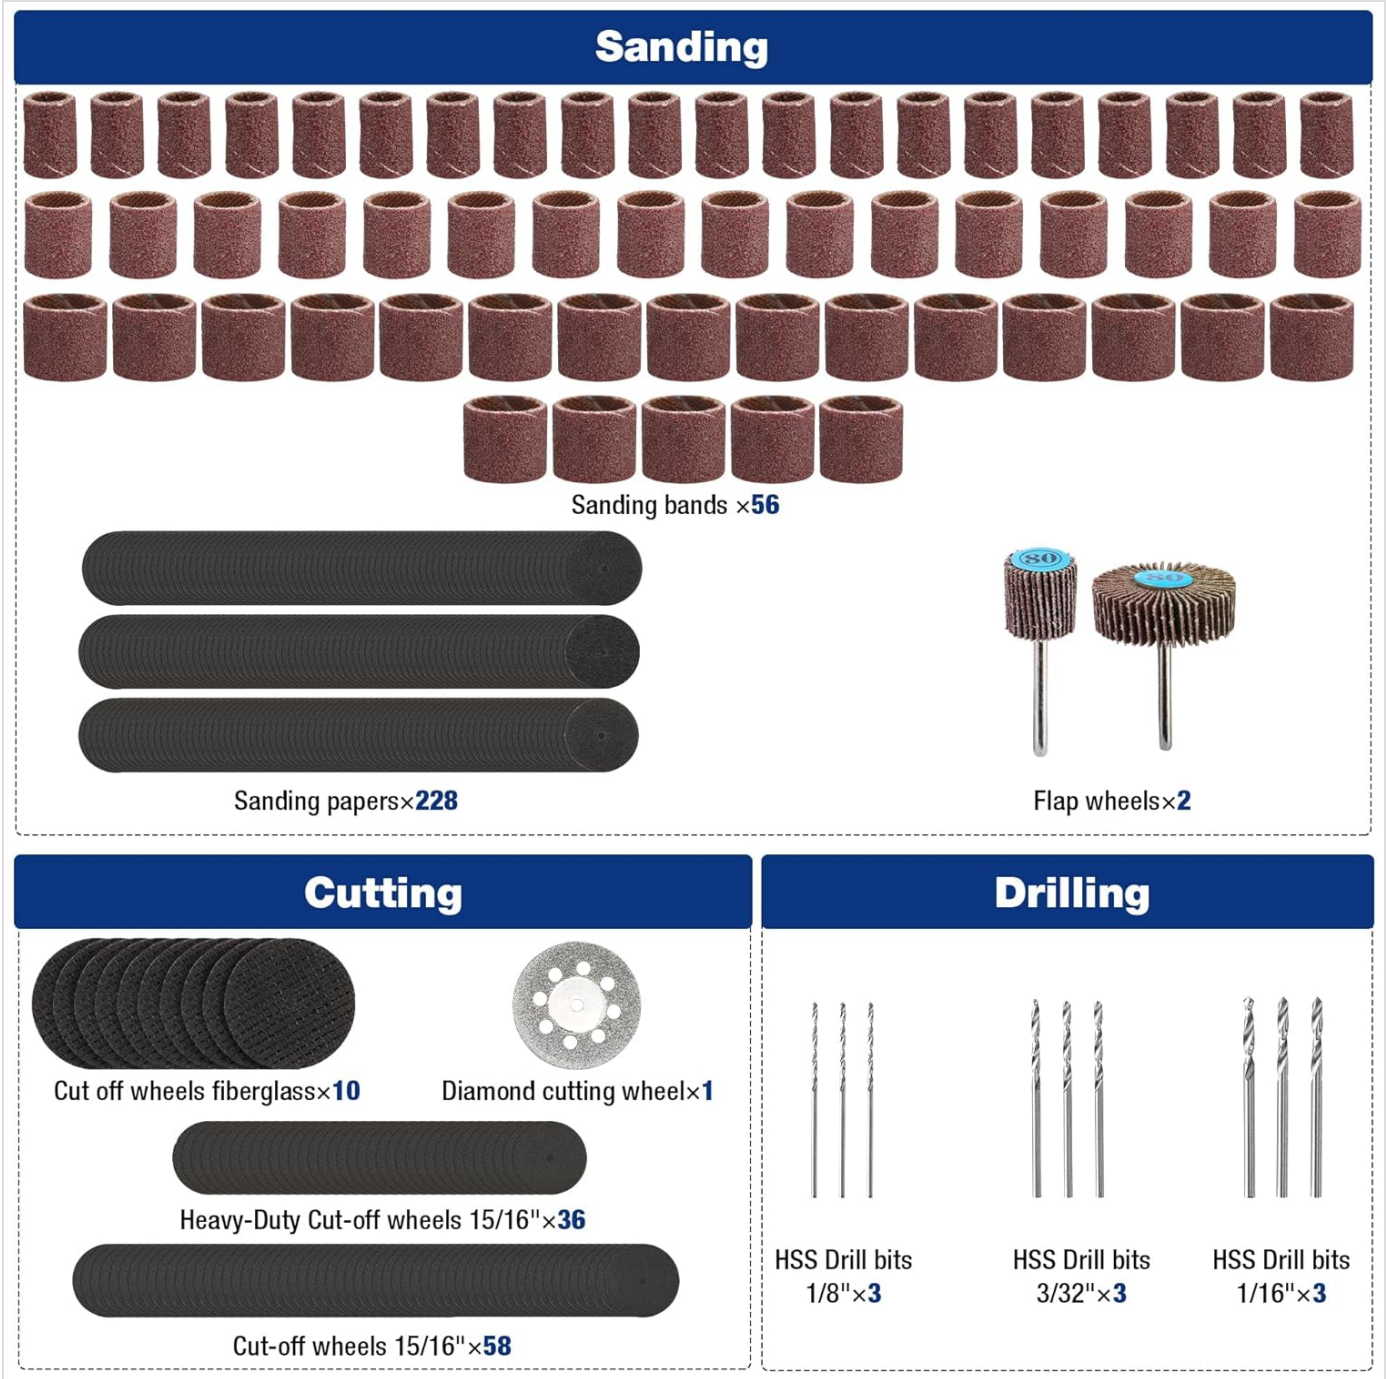 Sanding
Sanding bands ×56
80
80
Sanding papers×228
Flap wheels×2
Cutting
Drilling
Cut off wheels fiberglass×10
Diamond cutting wheel×1
Heavy-Duty Cut-off wheels 15/16"×36
Cut-off wheels 15/16"×58
HSS Drill bits
1/8"×3
HSS Drill bits
3/32"×3
HSS Drill bits
1/16"×3